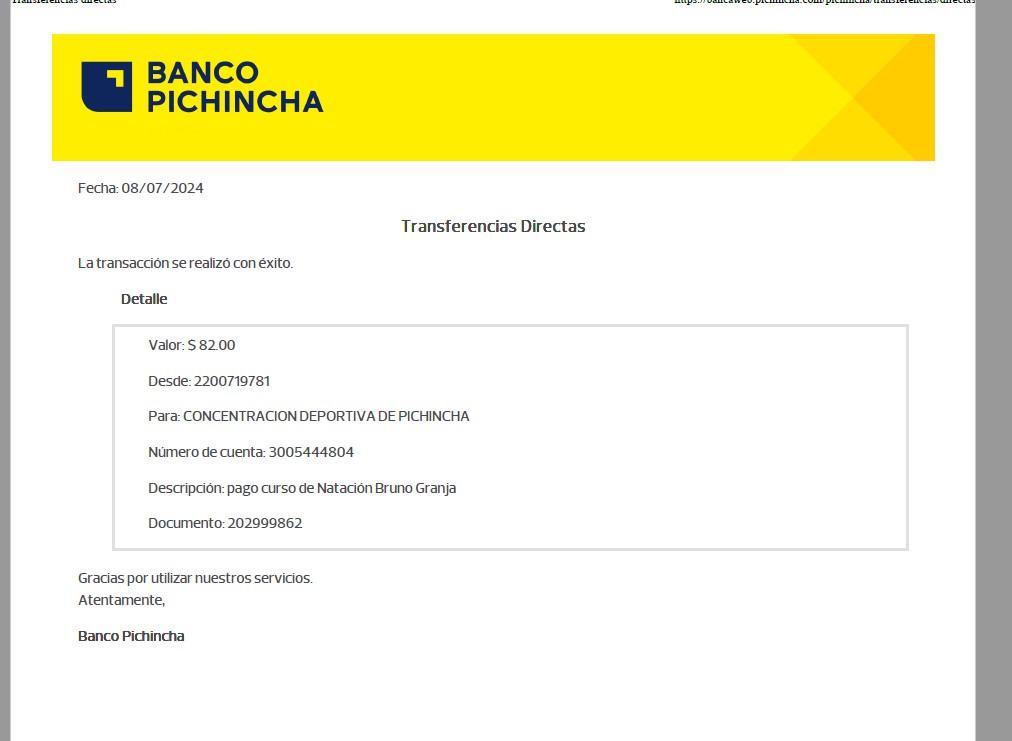 Transferencias directas
https://bancaweb.pichincha.com/pichincha/transferencias/directas
BANCO
PICHINCHA
Fecha: 08/07/2024
Transferencias Directas
La transacción se realizó con éxito.
Detalle
Valor: $ 82.00
Desde: 2200719781
Para: CONCENTRACION DEPORTIVA DE PICHINCHA
Número de cuenta: 3005444804
Descripción: pago curso de Natación Bruno Granja
Documento: 202999862
Gracias por utilizar nuestros servicios.
Atentamente,
Banco Pichincha